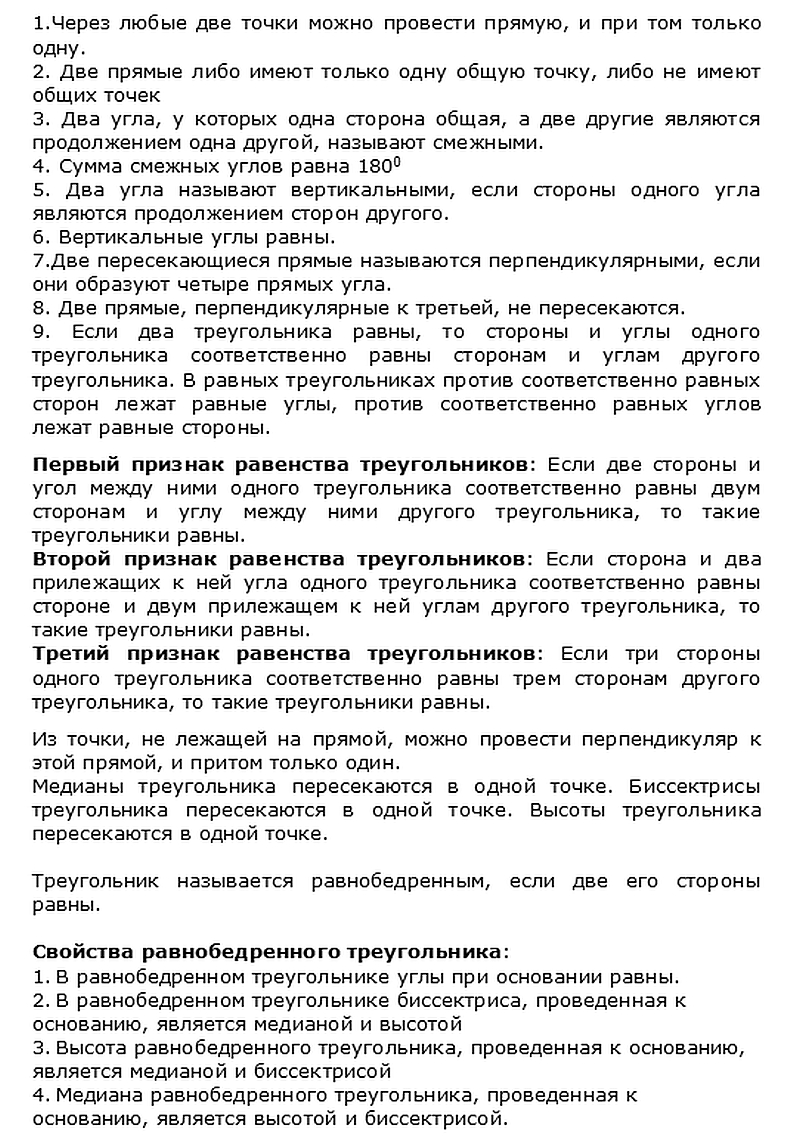 1.Через любые две точки можно провести прямую, и при том только
одну.
2. Две прямые либо имеют только одну общую точку, либо не имеют
общих точек
3. Два угла, у которых одна сторона общая, а две другие являются
продолжением одна другой, называют смежными.
4. Сумма смежных углов равна 180⁰
5. Два угла называют вертикальными, если стороны одного угла
являются продолжением сторон другого.
6. Вертикальные углы равны.
7.Две пересекающиеся прямые называются перпендикулярными, если
они образуют четыре прямых угла.
8. Две прямые, перпендикулярные к третьей, не пересекаются.
9. Если два треугольника равны, то стороны и углы одного
треугольника соответственно равны сторонам и углам другого
треугольника. В равных треугольниках против соответственно равных
сторон лежат равные углы, против соответственно равных углов
лежат равные стороны.
Первый признак равенства треугольников: Если две стороны и
угол между ними одного треугольника соответственно равны двум
сторонам и углу между ними другого треугольника, то такие
треугольники равны.
Второй признак равенства треугольников: Если сторона и два
прилежащих к ней угла одного треугольника соответственно равны
стороне и двум прилежащем к ней углам другого треугольника, то
такие треугольники равны.
Третий признак равенства треугольников: Если три стороны
одного треугольника соответственно равны трем сторонам другого
треугольника, то такие треугольники равны.
Из точки, не лежащей на прямой, можно провести перпендикуляр к
этой прямой, и притом только один.
Медианы треугольника пересекаются в одной точке. Биссектрисы
треугольника пересекаются в одной точке. Высоты треугольника
пересекаются в одной точке.
Треугольник называется равнобедренным, если две его стороны
равны.
Свойства равнобедренного треугольника:
1. В равнобедренном треугольнике углы при основании равны.
2. В равнобедренном треугольнике биссектриса, проведенная к
основанию, является медианой и высотой
3. Высота равнобедренного треугольника, проведенная к основанию,
является медианой и биссектрисой
4. Медиана равнобедренного треугольника, проведенная к
основанию, является высотой и биссектрисой.